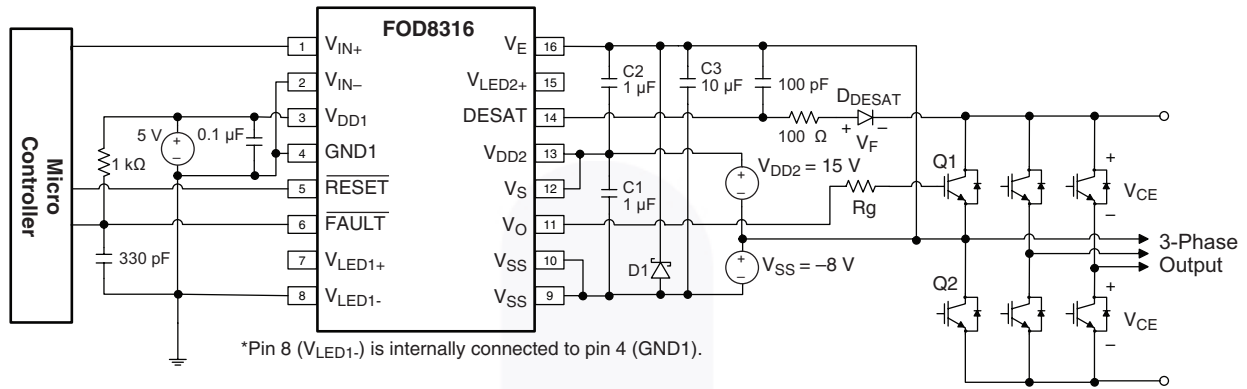 FOD8316
Micro
Controller
1 VIN+
2 VIN–
3 VDD1
4 GND1
5 RESET
6 FAULT
7 VLED1+
8 VLED1-
VE 16
VLED2+ 15
DESAT 14
VDD2 13
VS 12
VO 11
VSS 10
VSS 9
5 V
+
–
0.1 µF
1 kΩ
330 pF
C2
1 µF
C3
10 µF
100 pF
C1
1 µF
D1
100 Ω
DDESAT
+ VF –
+
–
VDD2 = 15 V
Rg
+
–
VSS = –8 V
Q1
Q2
+
VCE
–
3-Phase
Output
+
VCE
–
*Pin 8 (VLED1-) is internally connected to pin 4 (GND1).